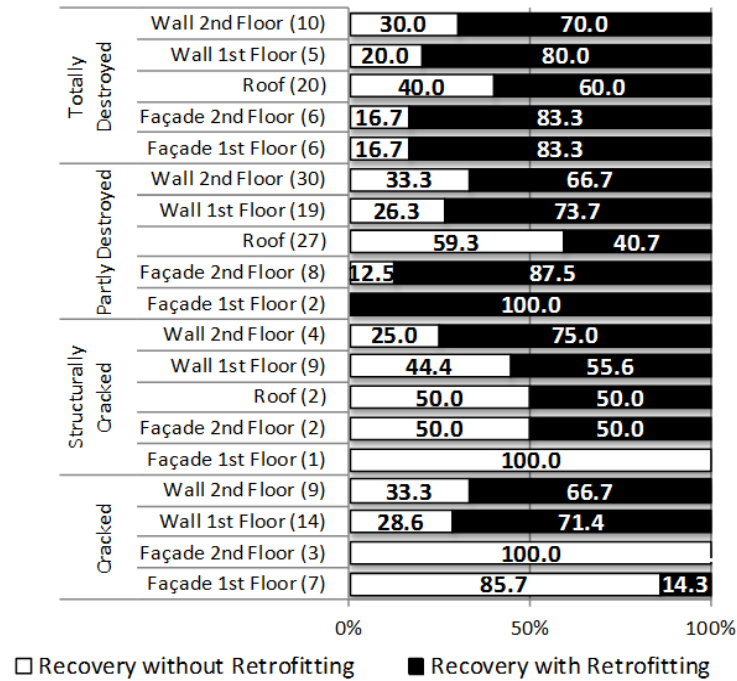 Totally Destroyed
Wall 2nd Floor (10) 30.0 70.0
Wall 1st Floor (5) 20.0 80.0
Roof (20) 40.0 60.0
Façade 2nd Floor (6) 16.7 83.3
Façade 1st Floor (6) 16.7 83.3
Partly Destroyed
Wall 2nd Floor (30) 33.3 66.7
Wall 1st Floor (19) 26.3 73.7
Roof (27) 59.3 40.7
Façade 2nd Floor (8) 12.5 87.5
Façade 1st Floor (2) 100.0
Structurally Cracked
Wall 2nd Floor (4) 25.0 75.0
Wall 1st Floor (9) 44.4 55.6
Roof (2) 50.0 50.0
Façade 2nd Floor (2) 50.0 50.0
Façade 1st Floor (1) 100.0
Cracked
Wall 2nd Floor (9) 33.3 66.7
Wall 1st Floor (14) 28.6 71.4
Façade 2nd Floor (3) 100.0
Façade 1st Floor (7) 85.7 14.3
0% 50% 100%
Recovery without Retrofitting Recovery with Retrofitting